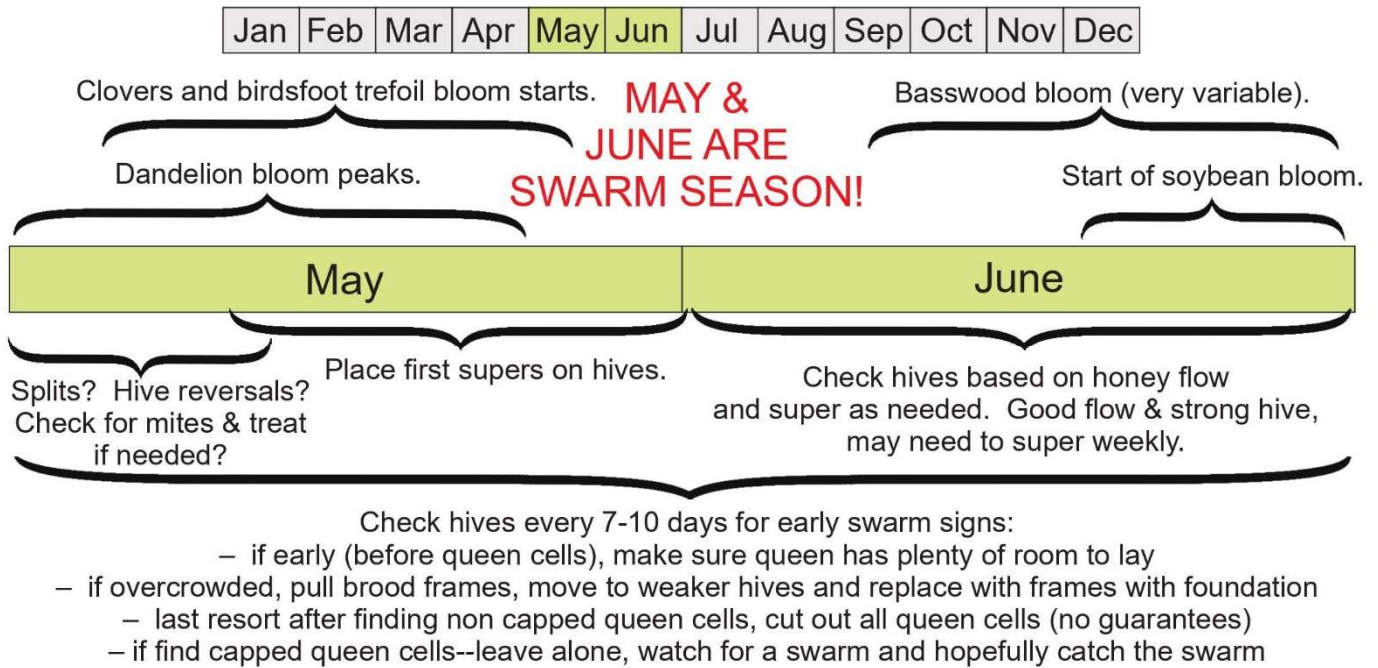 Jan Feb Mar Apr May Jun Jul Aug Sep Oct Nov Dec
Clovers and birdsfoot trefoil bloom starts.
MAY &
JUNE ARE
SWARM SEASON!
Basswood bloom (very variable).
Dandelion bloom peaks.
Start of soybean bloom.
May
June
Splits? Hive reversals?
Check for mites & treat
if needed?
Place first supers on hives.
Check hives based on honey flow
and super as needed. Good flow & strong hive,
may need to super weekly.
Check hives every 7-10 days for early swarm signs:
– if early (before queen cells), make sure queen has plenty of room to lay
– if overcrowded, pull brood frames, move to weaker hives and replace with frames with foundation
– last resort after finding non capped queen cells, cut out all queen cells (no guarantees)
– if find capped queen cells--leave alone, watch for a swarm and hopefully catch the swarm